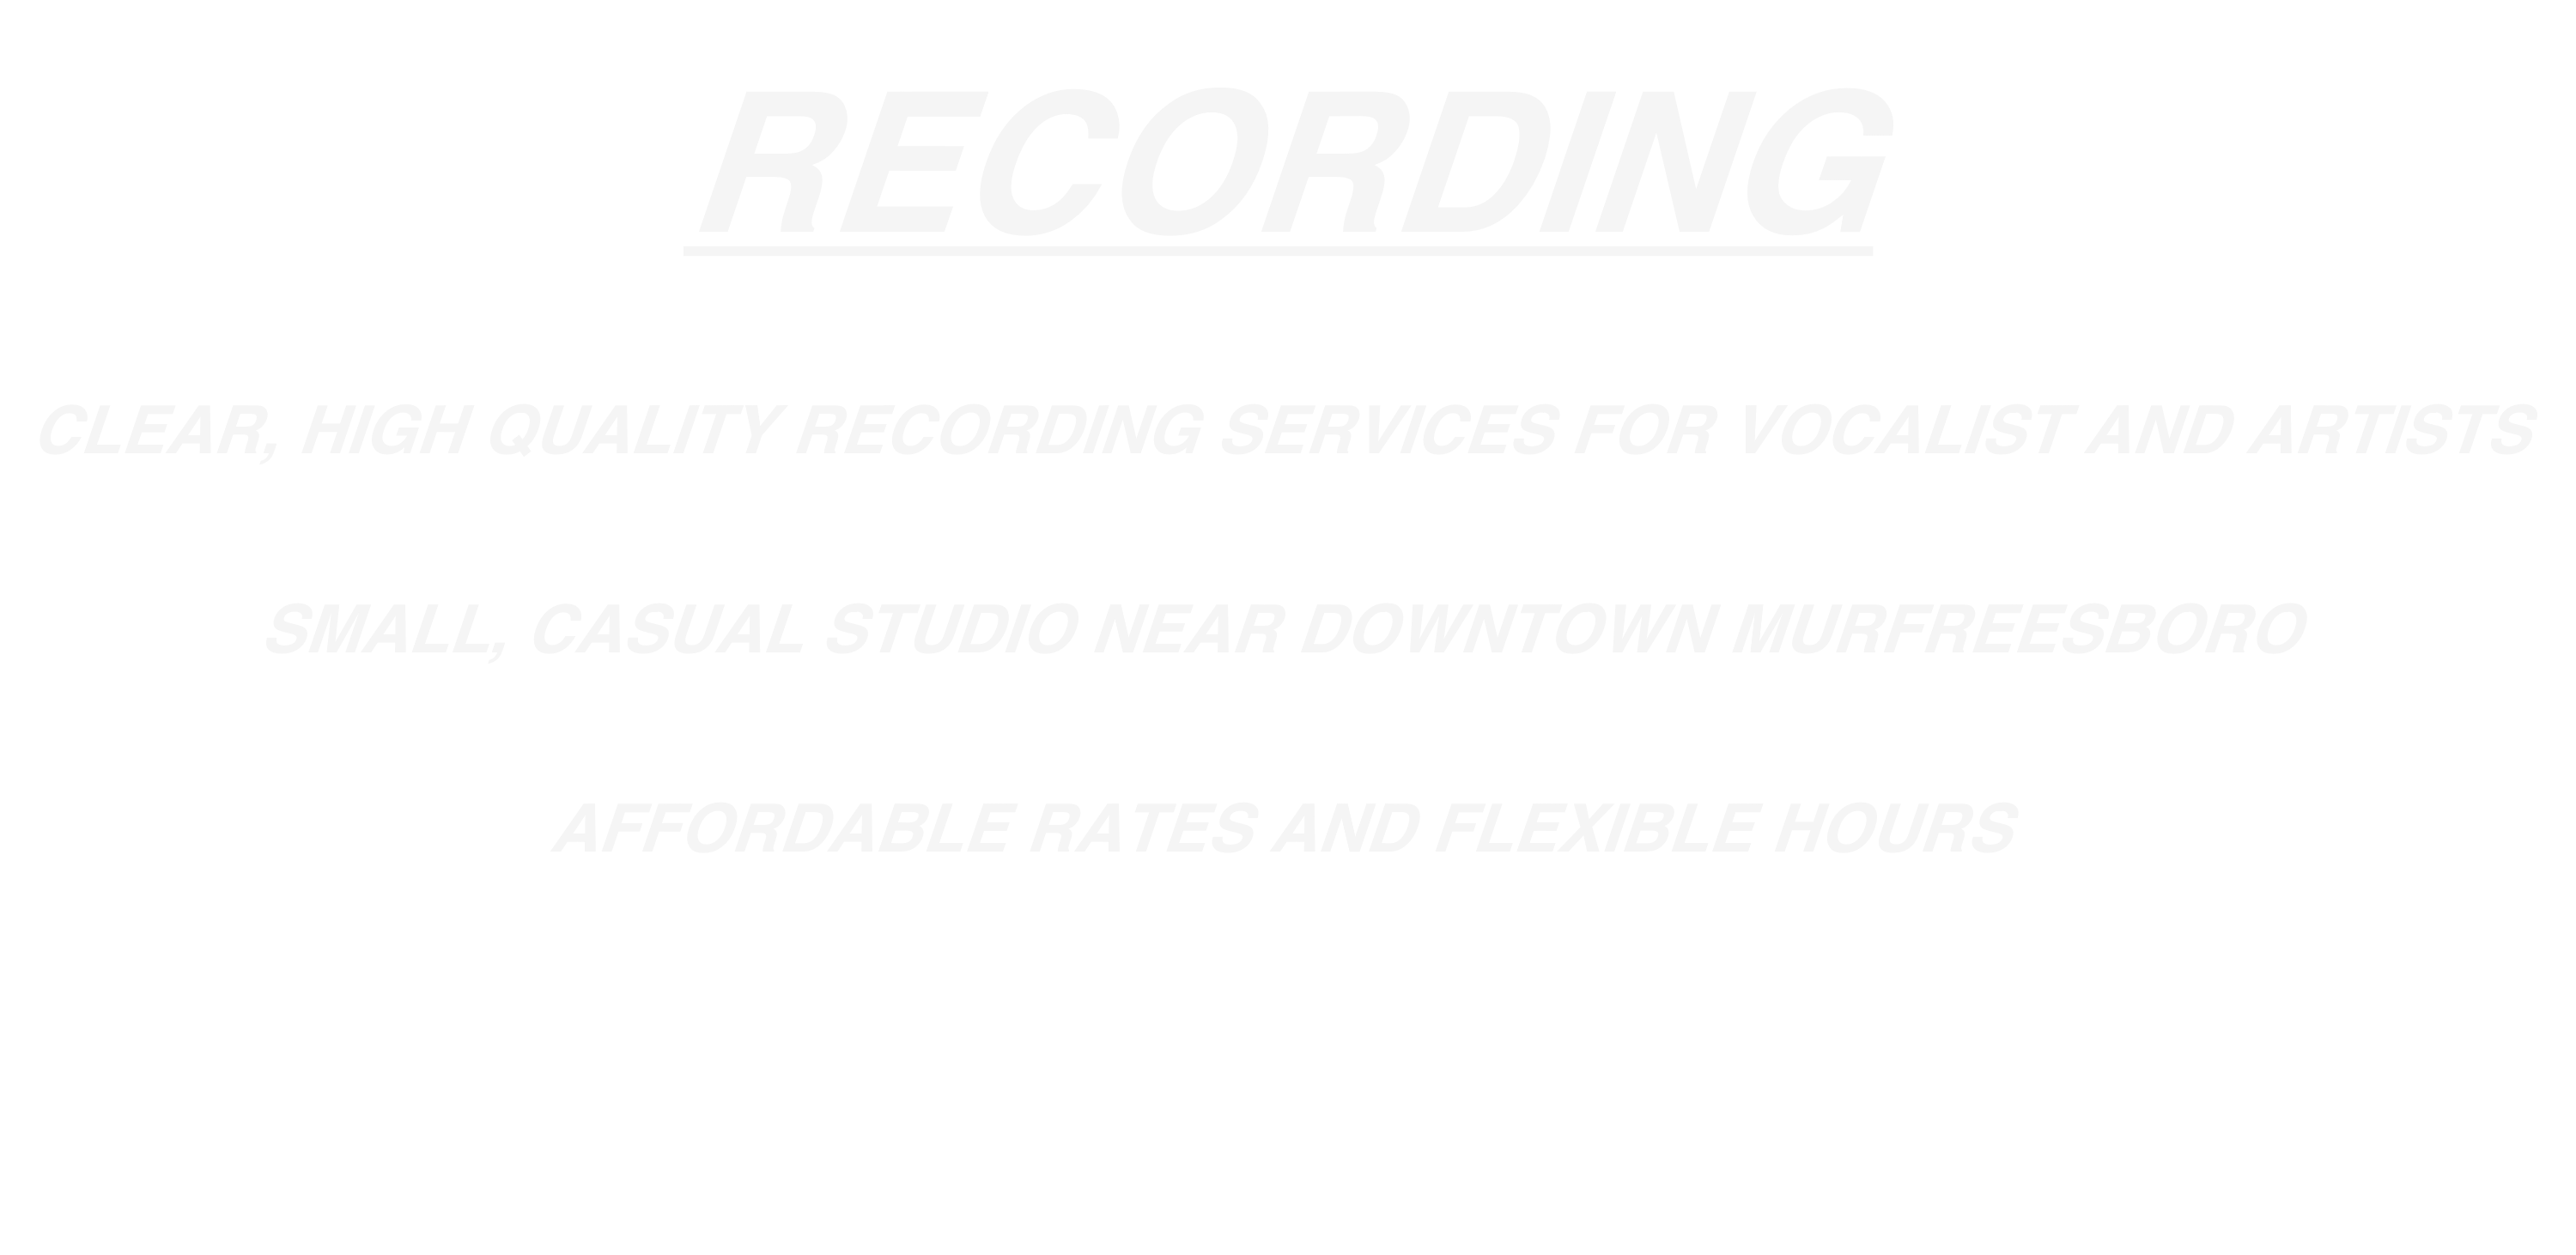 RECORDING
CLEAR, HIGH QUALITY RECORDING SERVICES FOR VOCALIST AND ARTISTS
SMALL, CASUAL STUDIO NEAR DOWNTOWN MURFREESBORO
AFFORDABLE RATES AND FLEXIBLE HOURS